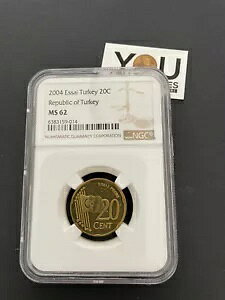 YOU
2004 Essai Turkey 20C
Republic of Turkey
MS 62
6383159-014
NGC
NUMISMATIC GUARANTY CORPORATION
20
CENT